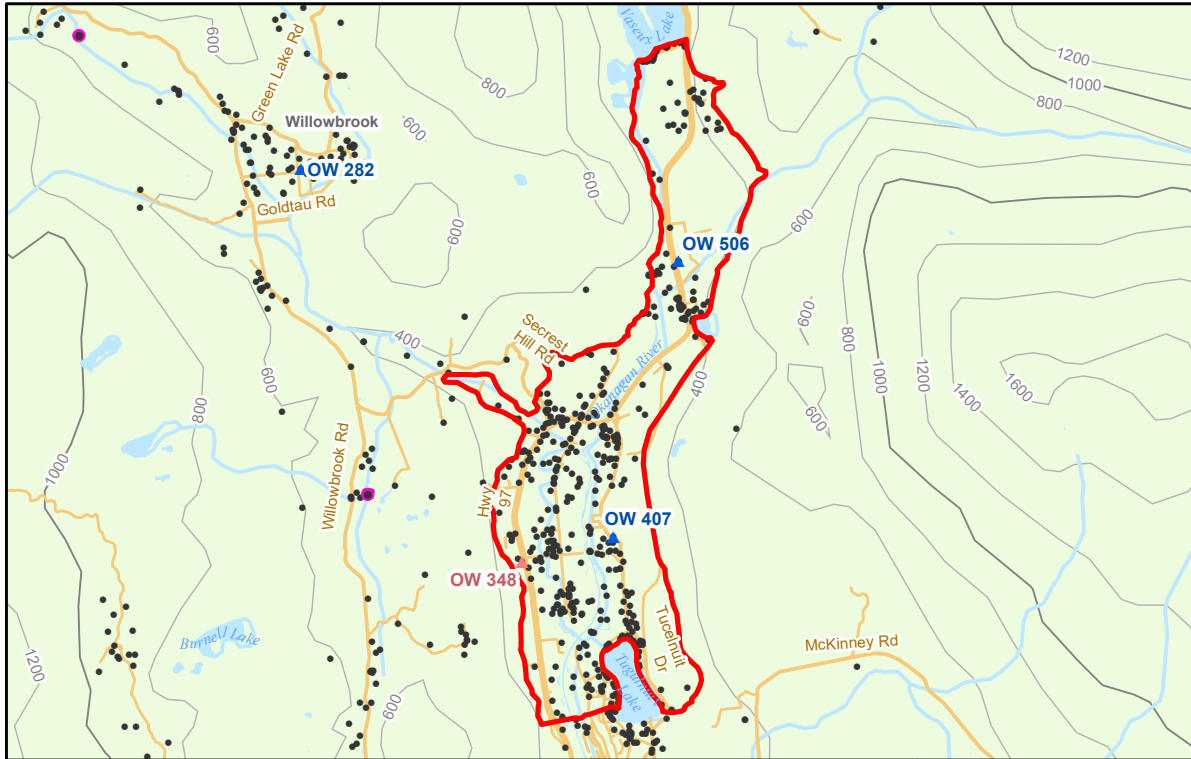 Vaseux Lake
600
1200
1000
800
Green Lake Rd
800
600
Willowbrook
OW 282
600
Goldtau Rd
600
600
OW 506
1000
400
Secrest
Hill Rd
600
600
800
1000
1200
1400
1600
Okanagan River
400
800
600
1000
Willowbrook Rd
Hwy
97
OW 407
OW 348
Burnell Lake
Tucelnuit
Dr
McKinney Rd
1200
600
Lake